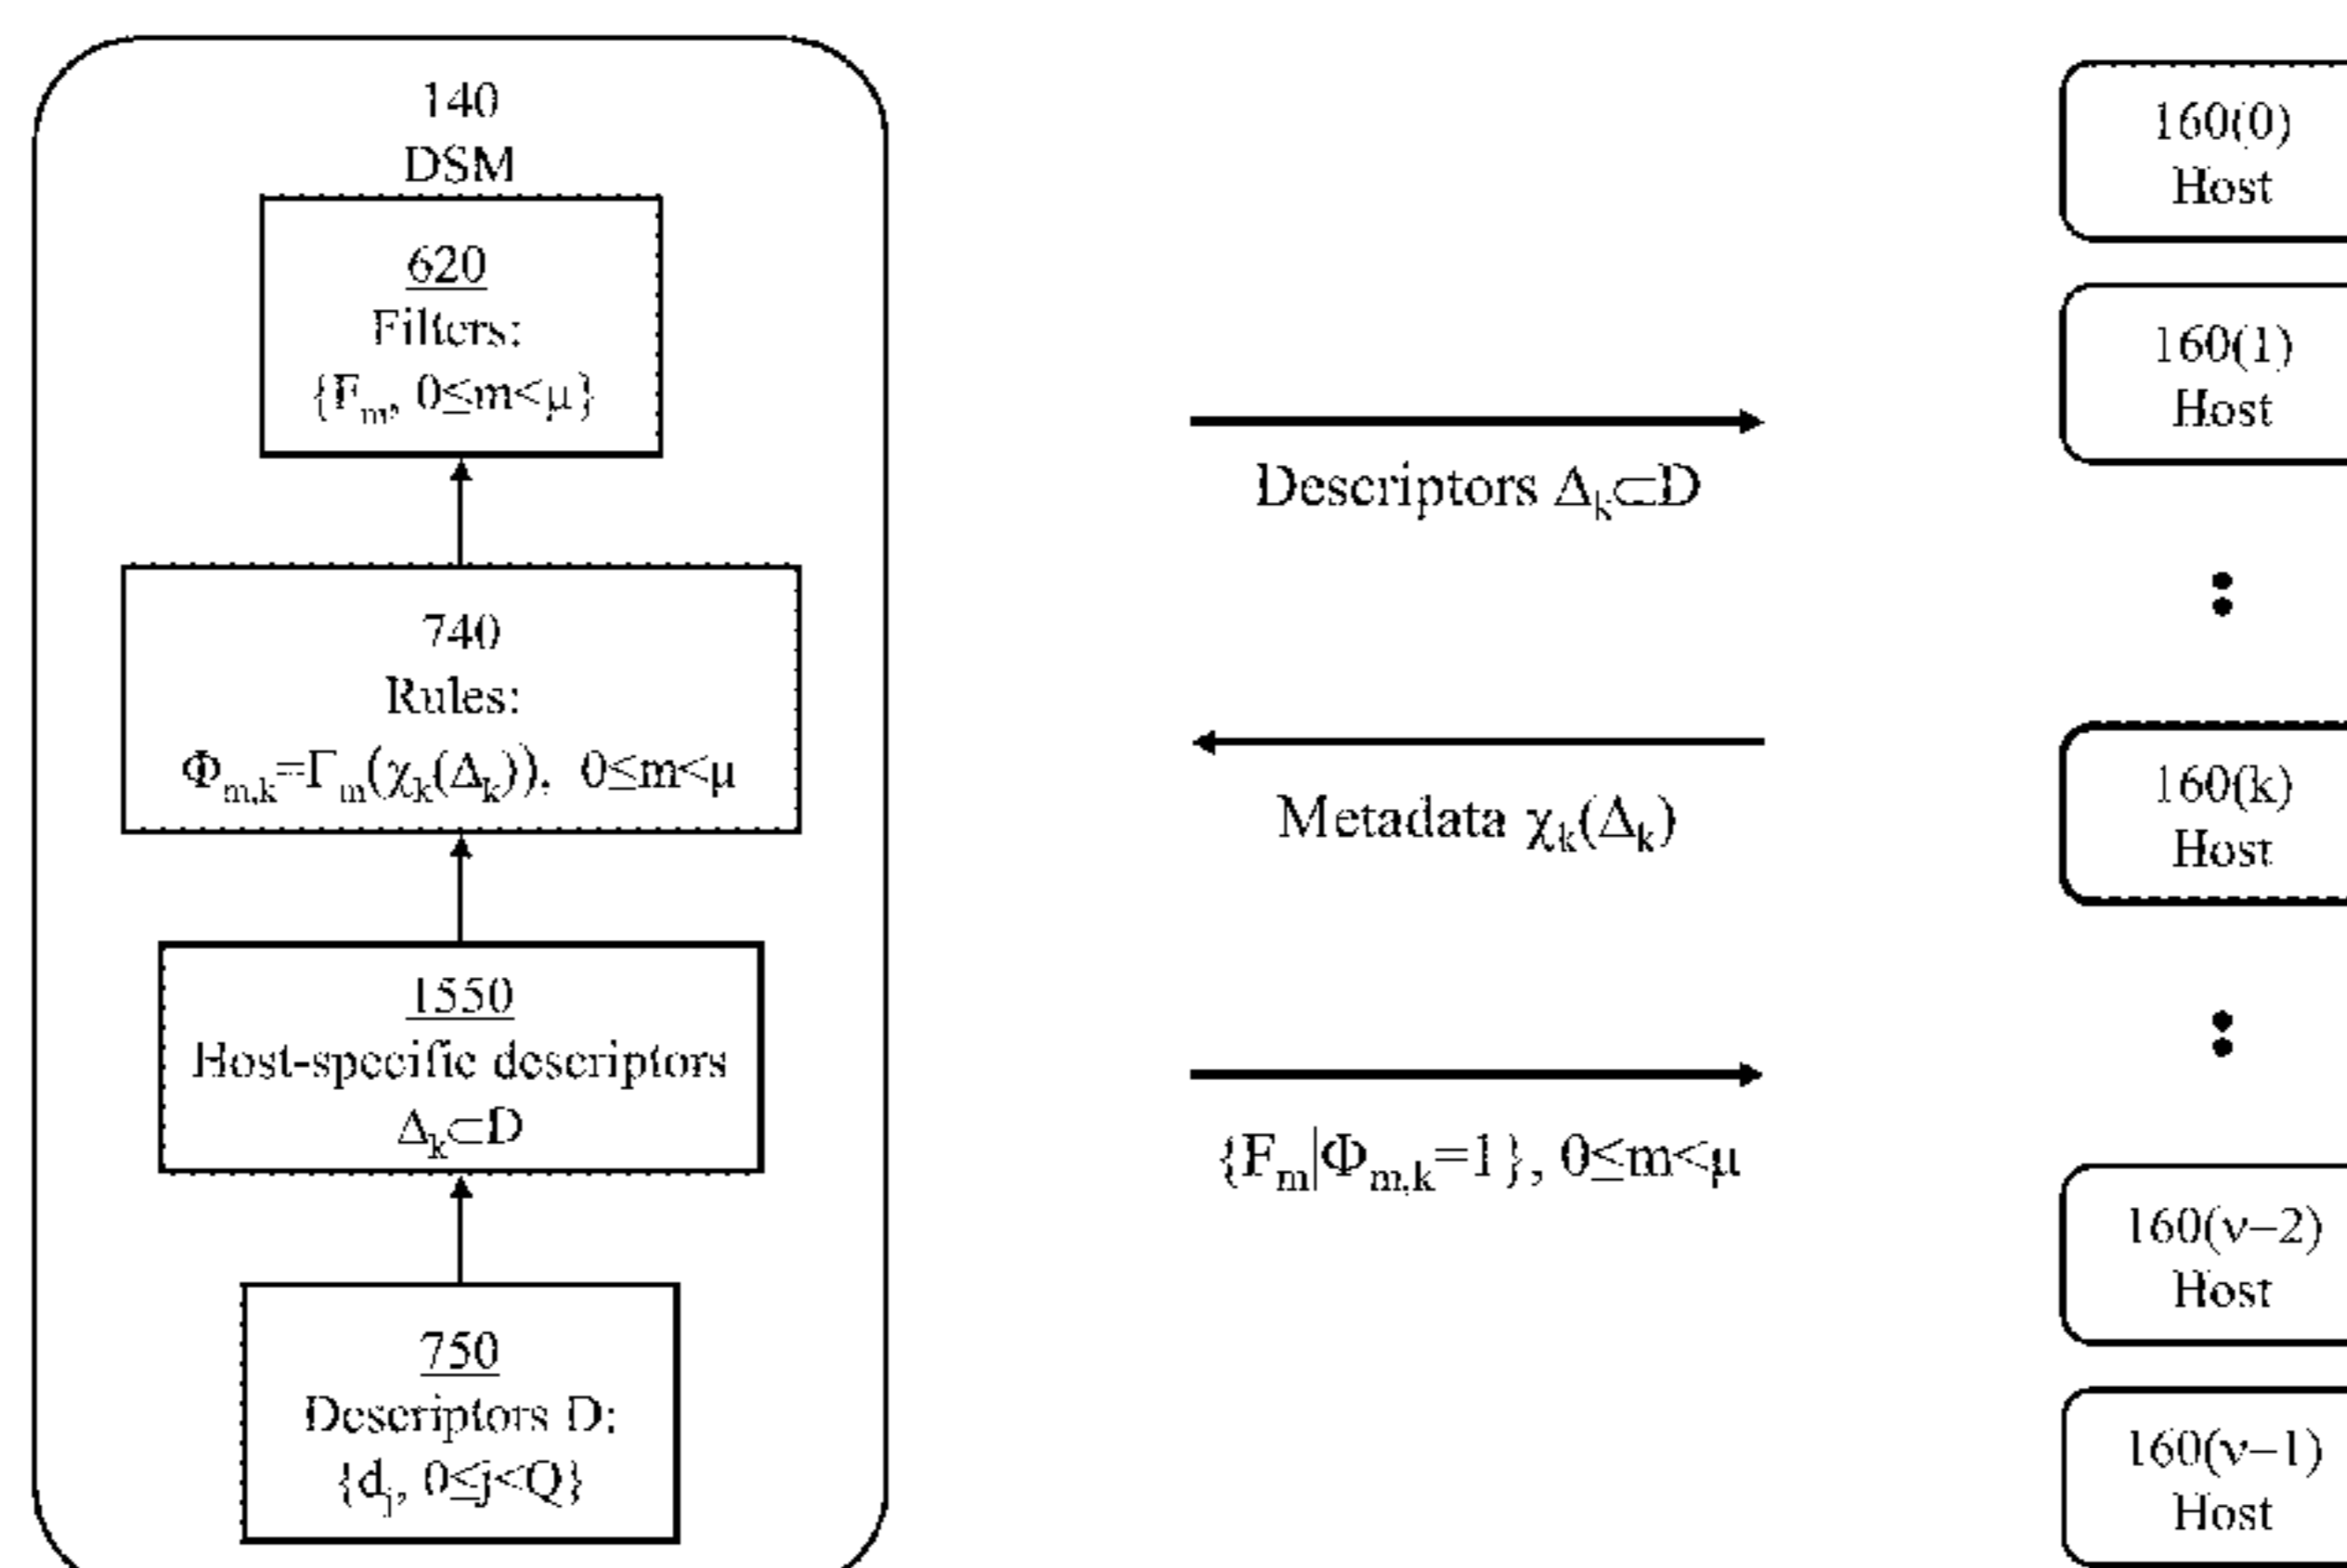 140
DSM
620
Filters:
{Fₘ, 0≤m<μ}
740
Rules:
Φₘ,ₖ=Γₘ(χₖ(Δₖ)), 0≤m<μ
1550
Host-specific descriptors
Δₖ⊂D
750
Descriptors D:
{dⱼ, 0≤j<Q}
Descriptors Δₖ⊂D
Metadata χₖ(Δₖ)
{Fₘ|Φₘ,ₖ=1}, 0≤m<μ
160(0)
Host
160(1)
Host
160(k)
Host
160(ν−2)
Host
160(ν−1)
Host